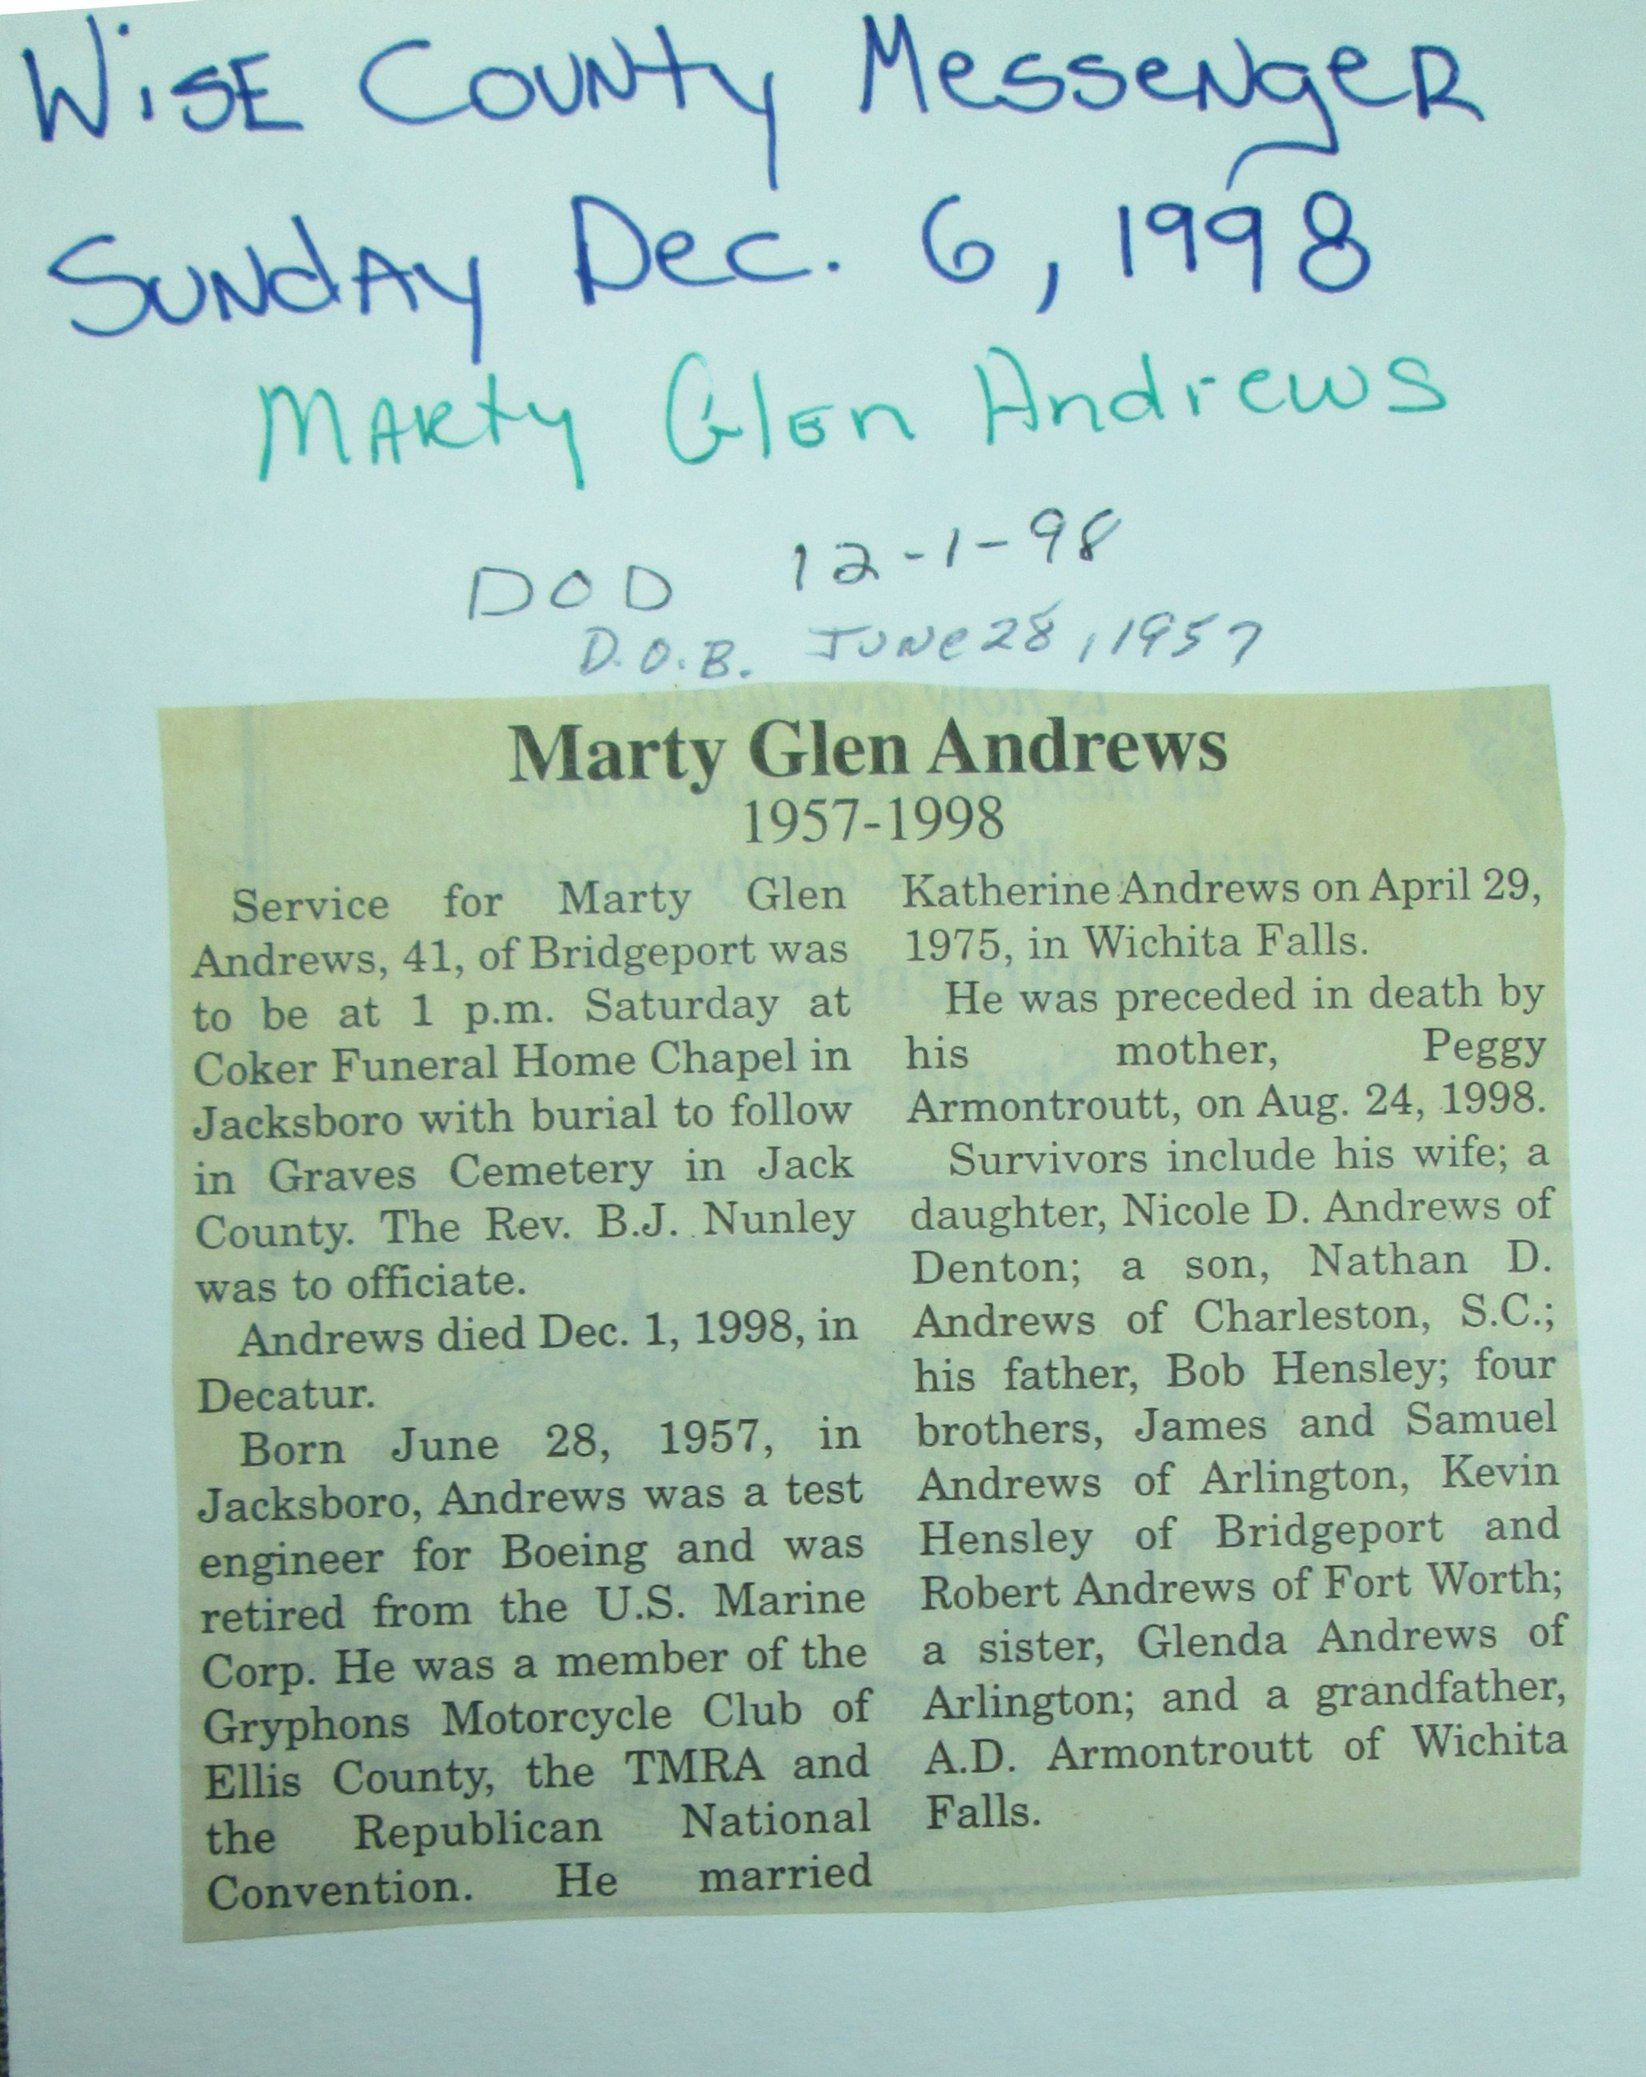 Wise County Messenger
Sunday Dec. 6, 1998
Marty Glen Andrews
DOD 12-1-98
D.O.B. June 28, 1957
Marty Glen Andrews
1957-1998
Service for Marty Glen
Andrews, 41, of Bridgeport was
to be at 1 p.m. Saturday at
Coker Funeral Home Chapel in
Jacksboro with burial to follow
in Graves Cemetery in Jack
County. The Rev. B.J. Nunley
was to officiate.
Andrews died Dec. 1, 1998, in
Decatur.
Born June 28, 1957, in
Jacksboro, Andrews was a test
engineer for Boeing and was
retired from the U.S. Marine
Corp. He was a member of the
Gryphons Motorcycle Club of
Ellis County, the TMRA and
the Republican National
Convention. He married
Katherine Andrews on April 29,
1975, in Wichita Falls.
He was preceded in death by
his mother, Peggy
Armontroutt, on Aug. 24, 1998.
Survivors include his wife; a
daughter, Nicole D. Andrews of
Denton; a son, Nathan D.
Andrews of Charleston, S.C.;
his father, Bob Hensley; four
brothers, James and Samuel
Andrews of Arlington, Kevin
Hensley of Bridgeport and
Robert Andrews of Fort Worth;
a sister, Glenda Andrews of
Arlington; and a grandfather,
A.D. Armontroutt of Wichita
Falls.